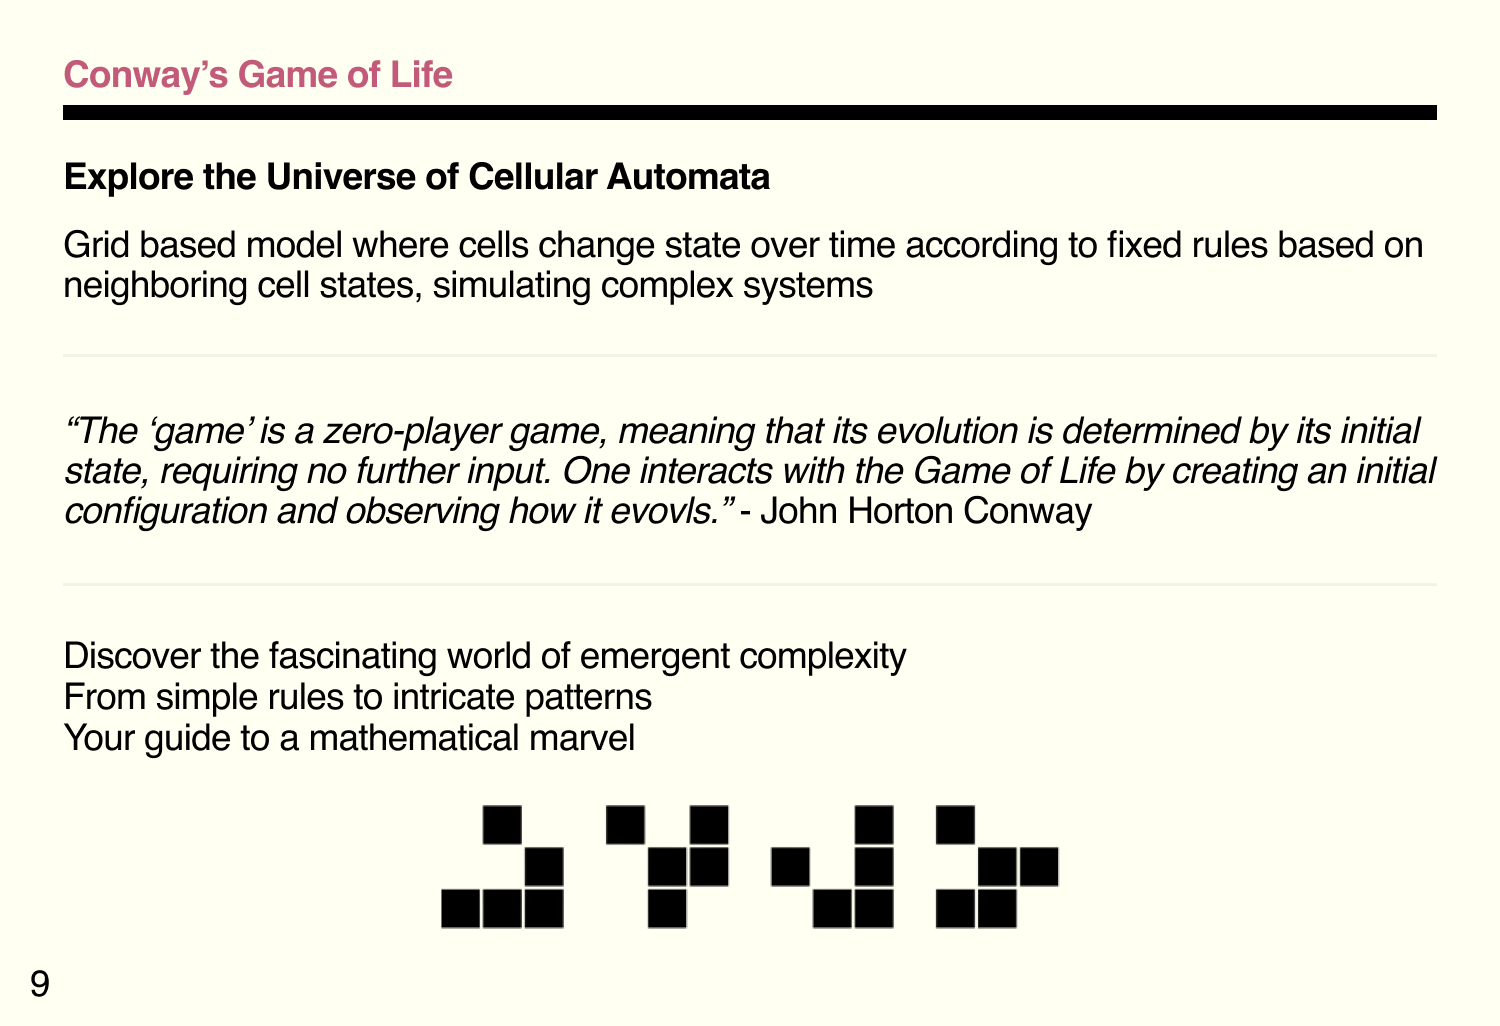 Conway’s Game of Life
Explore the Universe of Cellular Automata
Grid based model where cells change state over time according to fixed rules based on
neighboring cell states, simulating complex systems
“The ‘game’ is a zero-player game, meaning that its evolution is determined by its initial
state, requiring no further input. One interacts with the Game of Life by creating an initial
configuration and observing how it evovls.” - John Horton Conway
Discover the fascinating world of emergent complexity
From simple rules to intricate patterns
Your guide to a mathematical marvel
9